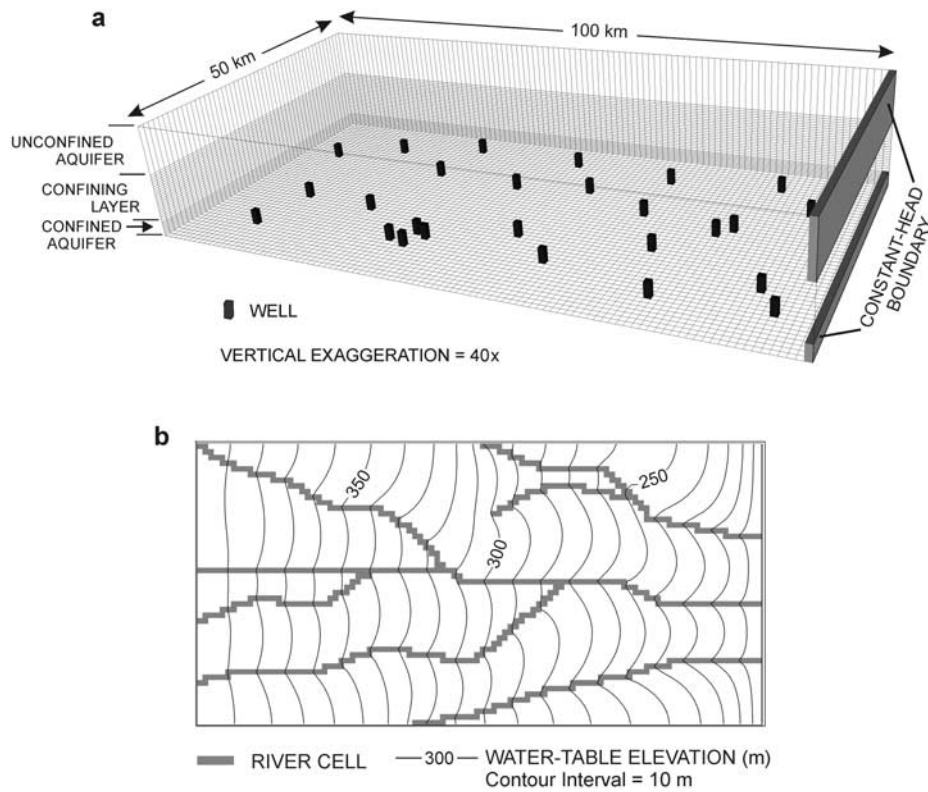 a
100 km
50 km
UNCONFINED
AQUIFER
CONFINING
LAYER
CONFINED
AQUIFER
CONSTANT-HEAD
BOUNDARY
WELL
VERTICAL EXAGGERATION = 40x
b
350
250
300
RIVER CELL
300 WATER-TABLE ELEVATION (m)
Contour Interval = 10 m